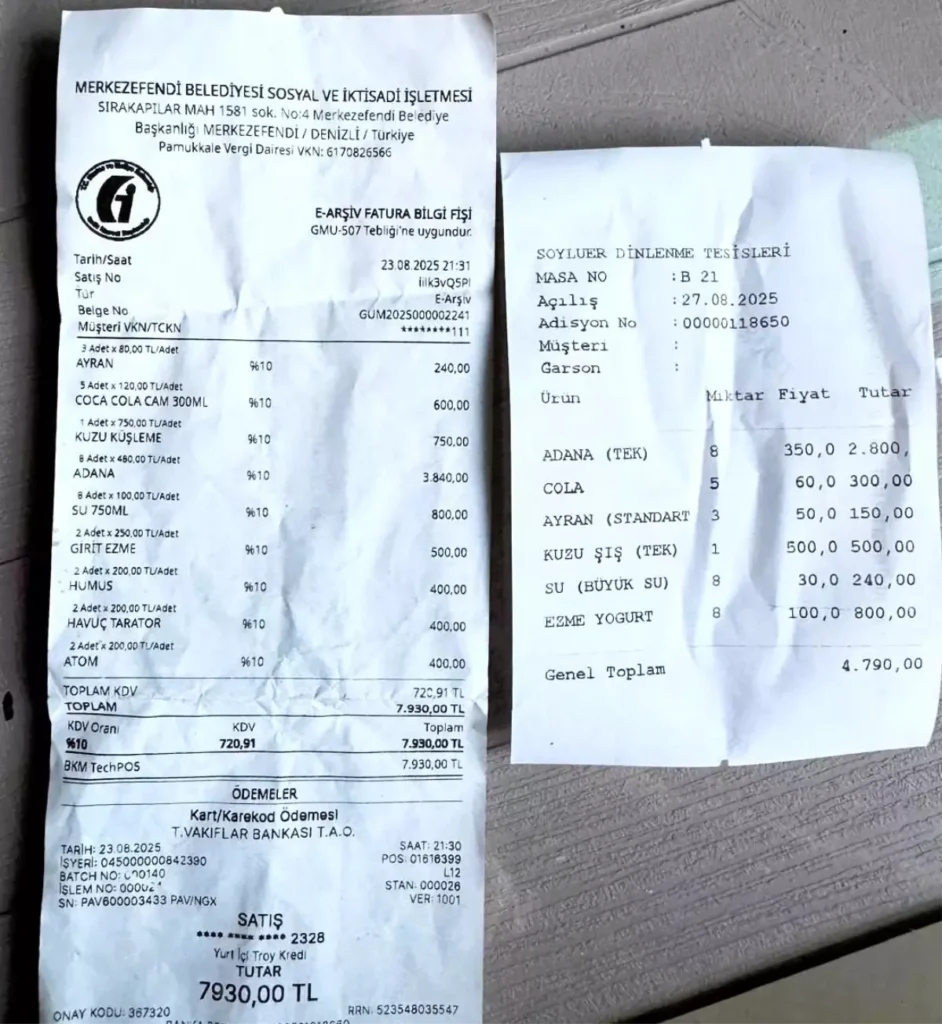 MERKEZEFENDİ BELEDİYESİ SOSYAL VE İKTİSADİ İŞLETMESİ
SIRAKAPILAR MAH 1581 sok. No:4 Merkezefendi Belediye
Başkanlığı MERKEZEFENDİ / DENİZLİ / Türkiye
Pamukkale Vergi Dairesi VKN: 6170826566
E-ARŞİV FATURA BİLGİ FİŞİ
GMU-507 Tebliği'ne uygundur.
Tarih/Saat 23.08.2025 21:31
Satış No IiIk3vQ5PI
Tür E-Arşiv
Belge No GUM2025000002241
Müşteri VKN/TCKN ********111
3 Adet x 80,00 TL/Adet
AYRAN %10 240,00
5 Adet x 120,00 TL/Adet
COCA COLA CAM 300ML %10 600,00
1 Adet x 750,00 TL/Adet
KUZU KÜŞLEME %10 750,00
8 Adet x 480,00 TL/Adet
ADANA %10 3.840,00
8 Adet x 100,00 TL/Adet
SU 750ML %10 800,00
2 Adet x 250,00 TL/Adet
GİRİT EZME %10 500,00
2 Adet x 200,00 TL/Adet
HUMUS %10 400,00
2 Adet x 200,00 TL/Adet
HAVUÇ TARATOR %10 400,00
2 Adet x 200,00 TL/Adet
ATOM %10 400,00
TOPLAM KDV 720,91 TL
TOPLAM 7.930,00 TL
KDV Oranı KDV Toplam
%10 720,91 7.930,00 TL
BKM TechPOS 7.930,00 TL
ÖDEMELER
Kart/Karekod Ödemesi
T.VAKIFLAR BANKASI T.A.O.
TARİH: 23.08.2025 SAAT: 21:30
İŞYERİ: 045000000842390 POS: 01616399
BATCH NO: 000140 L12
İŞLEM NO: STAN: 000026
SN: PAV600003433 PAV/NGX VER: 1001
SATIŞ
**** **** **** 2328
Yurt İçi Troy Kredi
TUTAR
7930,00 TL
ONAY KODU: 367320 RRN: 523548035547
SOYLUER DİNLENME TESİSLERİ
MASA NO :B 21
Açılış :27.08.2025
Adisyon No :00000118650
Müşteri :
Garson :
Ürün Miktar Fiyat Tutar
ADANA (TEK) 8 350,0 2.800,
COLA 5 60,0 300,00
AYRAN (STANDART 3 50,0 150,00
KUZU ŞIŞ (TEK) 1 500,0 500,00
SU (BÜYÜK SU) 8 30,0 240,00
EZME YOGURT 8 100,0 800,00
Genel Toplam 4.790,00